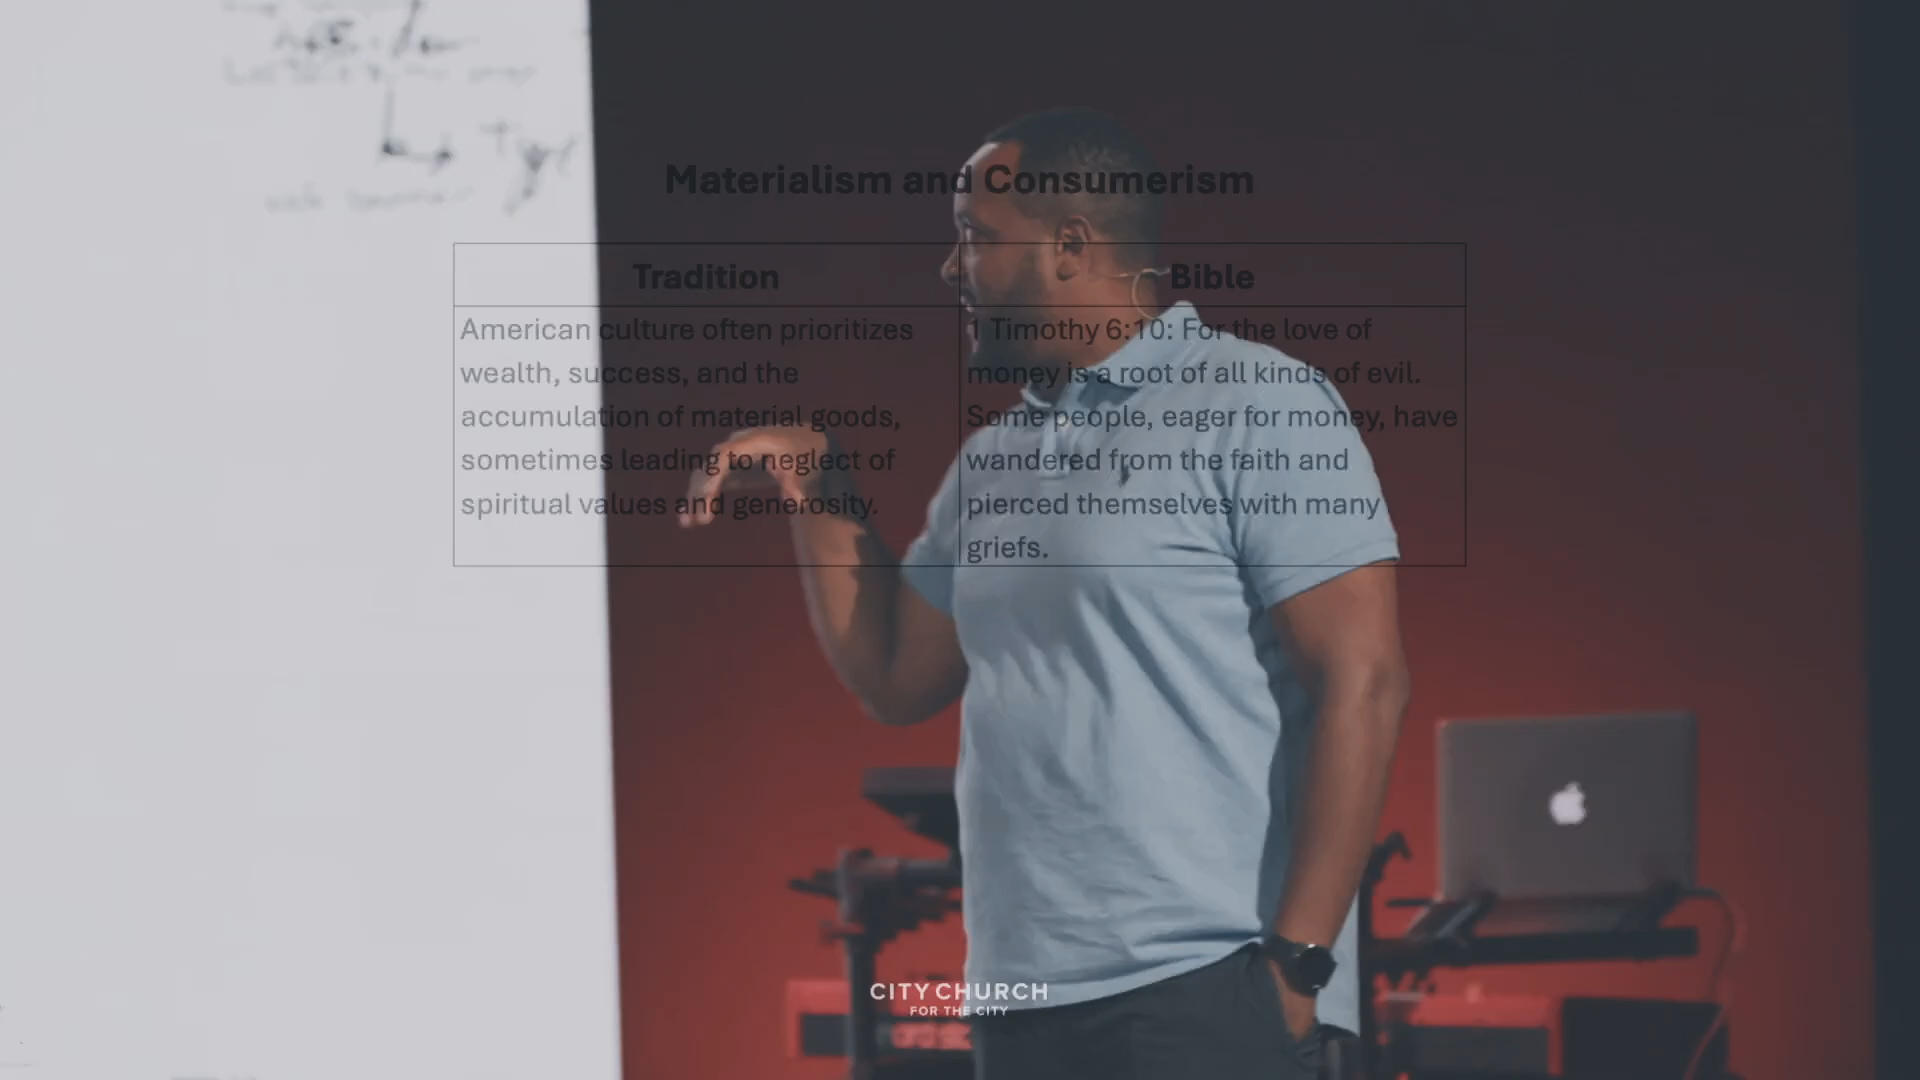 Materialism and Consumerism
Tradition
American culture often prioritizes
wealth, success, and the
accumulation of material goods,
sometimes leading to neglect of
spiritual values and generosity.
Bible
1 Timothy 6:10: For the love of
money is a root of all kinds of evil.
Some people, eager for money, have
wandered from the faith and
pierced themselves with many
griefs.
CITY CHURCH
FOR THE CITY